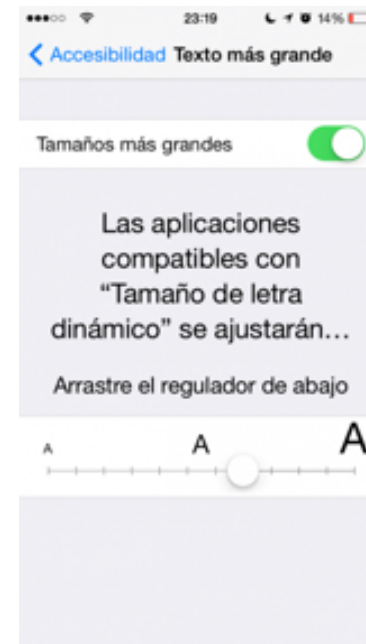 23:19 14%
Accesibilidad Texto más grande
Tamaños más grandes
Las aplicaciones
compatibles con
“Tamaño de letra
dinámico” se ajustarán...
Arrastre el regulador de abajo
A A A